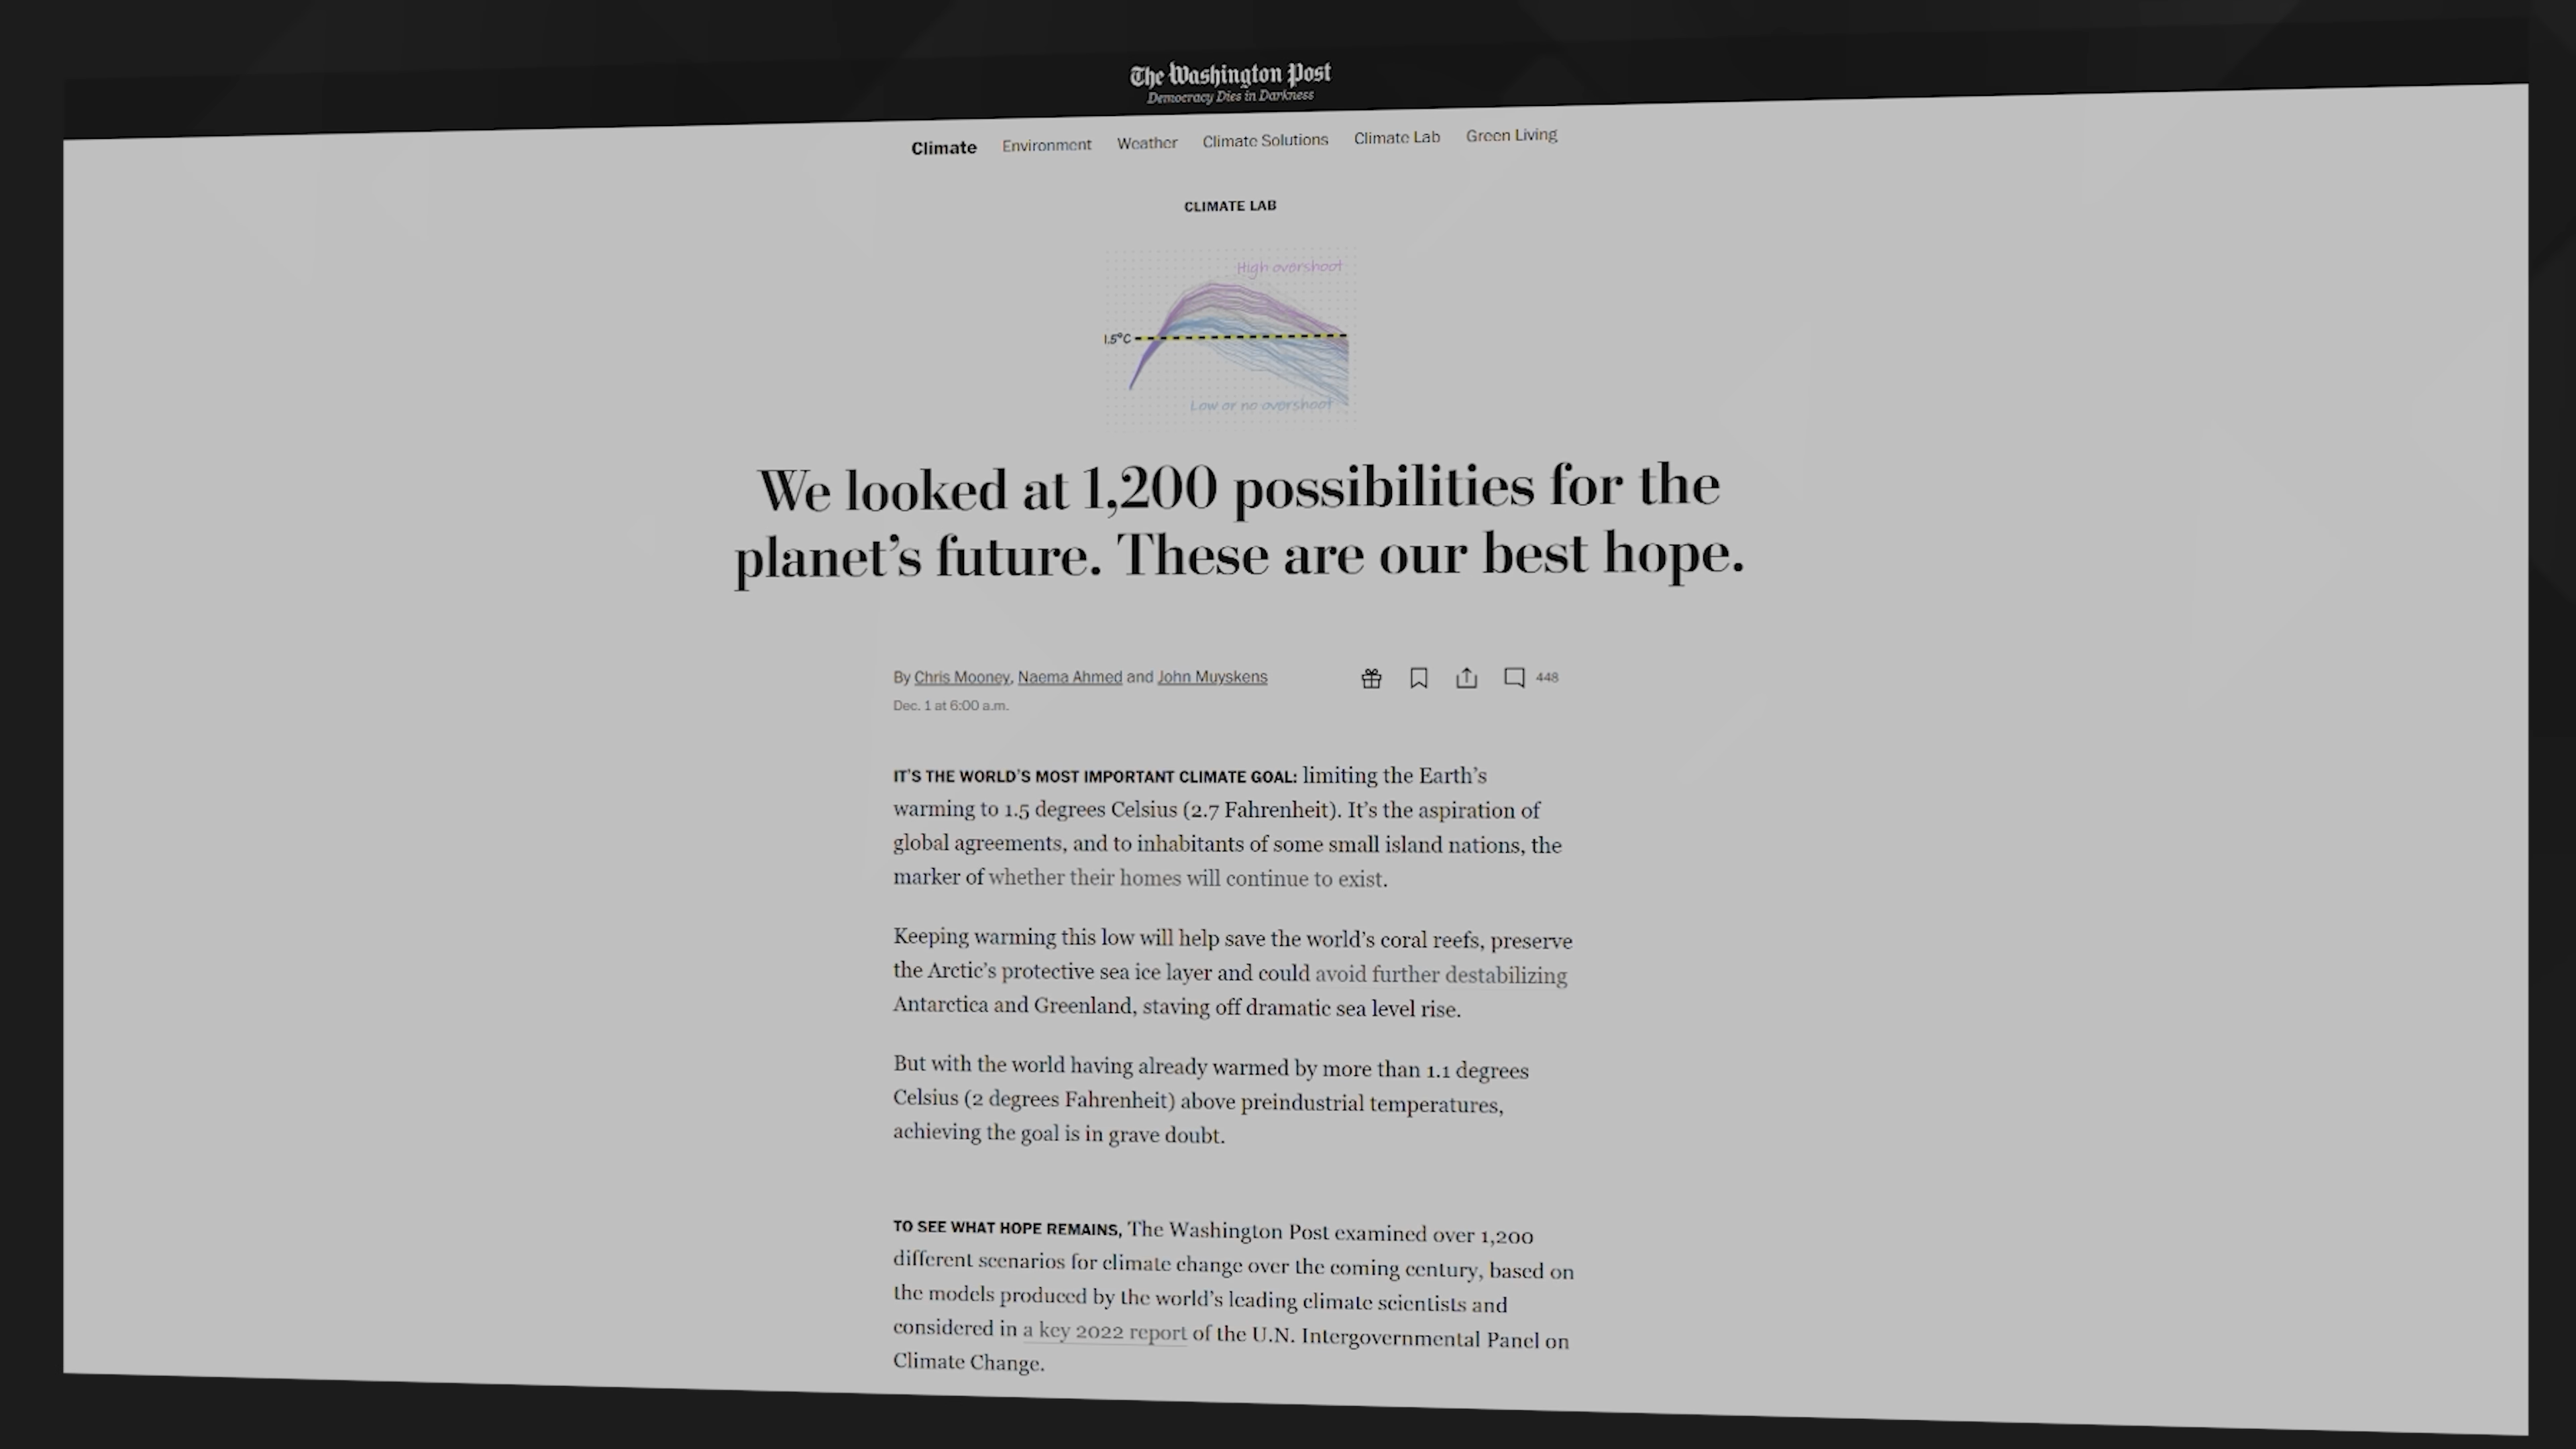 The Washington Post
Democracy Dies in Darkness
Climate Environment Weather Climate Solutions Climate Lab Green Living
CLIMATE LAB
High overshoot
1.5°C
Low or no overshoot
We looked at 1,200 possibilities for the
planet’s future. These are our best hope.
By Chris Mooney, Naema Ahmed and John Muyskens
448
Dec. 1 at 6:00 a.m.
IT’S THE WORLD’S MOST IMPORTANT CLIMATE GOAL: limiting the Earth’s
warming to 1.5 degrees Celsius (2.7 Fahrenheit). It’s the aspiration of
global agreements, and to inhabitants of some small island nations, the
marker of whether their homes will continue to exist.
Keeping warming this low will help save the world’s coral reefs, preserve
the Arctic’s protective sea ice layer and could avoid further destabilizing
Antarctica and Greenland, staving off dramatic sea level rise.
But with the world having already warmed by more than 1.1 degrees
Celsius (2 degrees Fahrenheit) above preindustrial temperatures,
achieving the goal is in grave doubt.
TO SEE WHAT HOPE REMAINS, The Washington Post examined over 1,200
different scenarios for climate change over the coming century, based on
the models produced by the world’s leading climate scientists and
considered in a key 2022 report of the U.N. Intergovernmental Panel on
Climate Change.